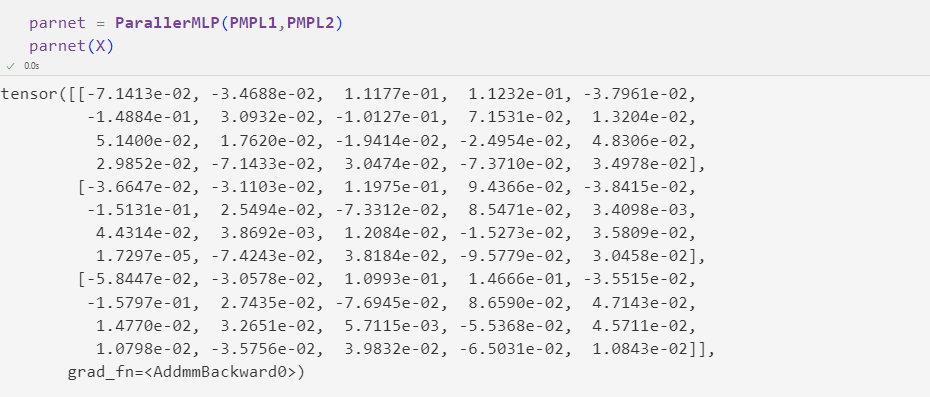 parnet = ParallerMLP(PMPL1,PMPL2)
parnet(X)
✓ 0.0s
tensor([[-7.1413e-02, -3.4688e-02,  1.1177e-01,  1.1232e-01, -3.7961e-02,
         -1.4884e-01,  3.0932e-02, -1.0127e-01,  7.1531e-02,  1.3204e-02,
          5.1400e-02,  1.7620e-02, -1.9414e-02, -2.4954e-02,  4.8306e-02,
          2.9852e-02, -7.1433e-02,  3.0474e-02, -7.3710e-02,  3.4978e-02],
        [-3.6647e-02, -3.1103e-02,  1.1975e-01,  9.4366e-02, -3.8415e-02,
         -1.5131e-01,  2.5494e-02, -7.3312e-02,  8.5471e-02,  3.4098e-03,
          4.4314e-02,  3.8692e-03,  1.2084e-02, -1.5273e-02,  3.5809e-02,
          1.7297e-05, -7.4243e-02,  3.8184e-02, -9.5779e-02,  3.0458e-02],
        [-5.8447e-02, -3.0578e-02,  1.0993e-01,  1.4666e-01, -3.5515e-02,
         -1.5797e-01,  2.7435e-02, -7.6945e-02,  8.6590e-02,  4.7143e-02,
          1.4770e-02,  3.2651e-02,  5.7115e-03, -5.5368e-02,  4.5711e-02,
          1.0798e-02, -3.5756e-02,  3.9832e-02, -6.5031e-02,  1.0843e-02]],
       grad_fn=<AddmmBackward0>)